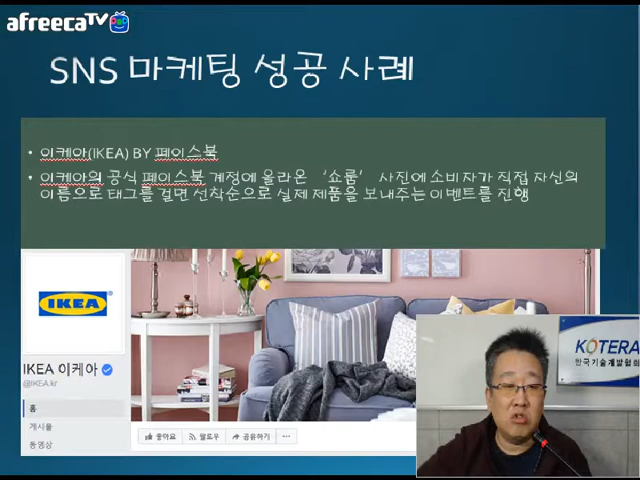 afreecaTV
SNS 마케팅 성공 사례
• 이케아(IKEA) BY 페이스북
• 이케아의 공식 페이스북 계정에 올라온 ‘쇼룸’ 사진에 소비자가 직접 자신의
이름으로 태그를 걸면 선착순으로 실제 제품을 보내주는 이벤트를 진행
IKEA
IKEA 이케아
@IKEA.kr
홈
게시물
동영상
좋아요 팔로우 공유하기 ...
KOTERA
한국기술개발협회